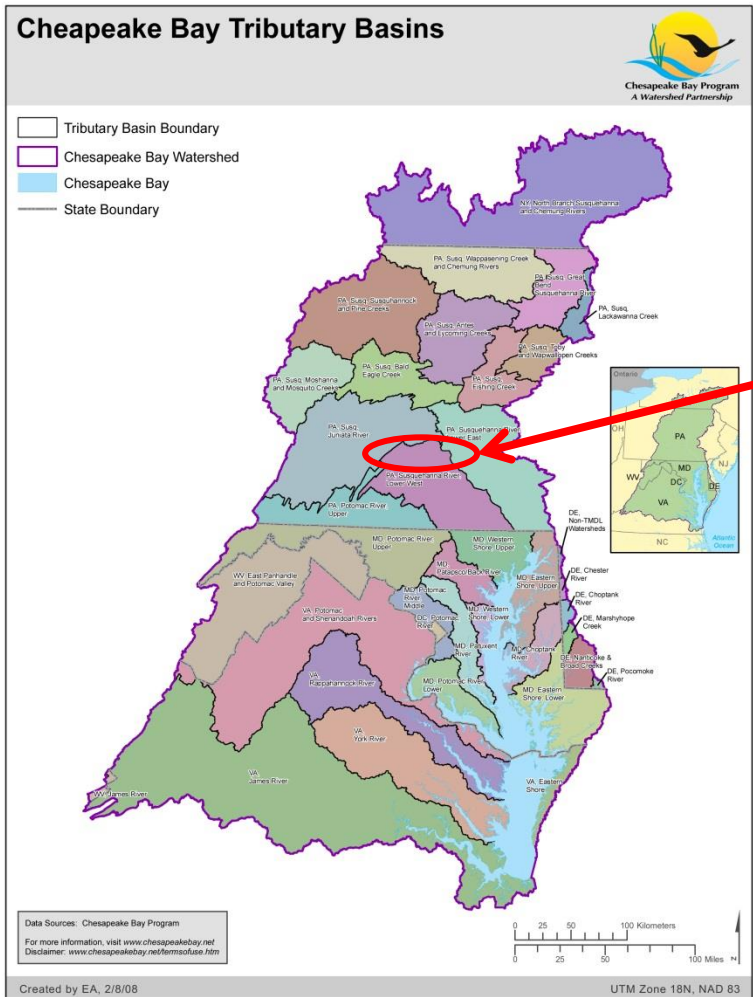 Cheapeake Bay Tributary Basins
Chesapeake Bay Program
A Watershed Partnership
Tributary Basin Boundary
Chesapeake Bay Watershed
Chesapeake Bay
State Boundary
NY, North Branch Susquehanna
and Chemung Rivers
PA, Susq, Wappasening Creek
and Chemung Rivers
PA, Susq, Great
Bend
Susquehanna River
PA, Susq,
Lackawanna Creek
PA, Susq, Susquhannock
and Pine Creeks
PA, Susq, Antes
and Lycoming Creeks
PA, Susq, Toby
and Wapwallopen Creeks
PA, Susq, Bald
Eagle Creek
PA, Susq,
Fishing Creek
PA, Susq, Moshanna
and Mosquito Creeks
PA, Susq,
Juniata River
PA, Susquehanna River,
Lower East
PA, Susquehanna River,
Lower West
PA, Potomac River,
Upper
Ontario
OH
PA
NJ
WV
MD
DC
DE
VA
NC
Atlantic
Ocean
MD, Potomac River,
Upper
MD, Western
Shore, Upper
MD,
Patapsco/Back River
MD, Eastern
Shore, Upper
DE,
Non-TMDL
Watersheds
DE, Chester
River
DE, Choptank
River
DE, Marshyhope
Creek
DE, Nanticoke &
Broad Creeks
DE, Pocomoke
River
WV, East Panhandle
and Potomac Valley
MD, Potomac
River,
Middle
DC, Potomac
River
MD, Western
Shore, Lower
MD, Patuxent
River
MD, Choptank
River
VA, Potomac
and Shenandoah Rivers
MD, Potomac River,
Lower
MD, Eastern
Shore, Lower
VA,
Rappahannock River
VA,
York River
VA,
James River
VA, Eastern
Shore
WV, James River
Data Sources: Chesapeake Bay Program
For more information, visit www.chesapeakebay.net
Disclaimer: www.chesapeakebay.net/termsofuse.htm
0 25 50 100 Kilometers
0 25 50 100 Miles
N
Created by EA, 2/8/08
UTM Zone 18N, NAD 83